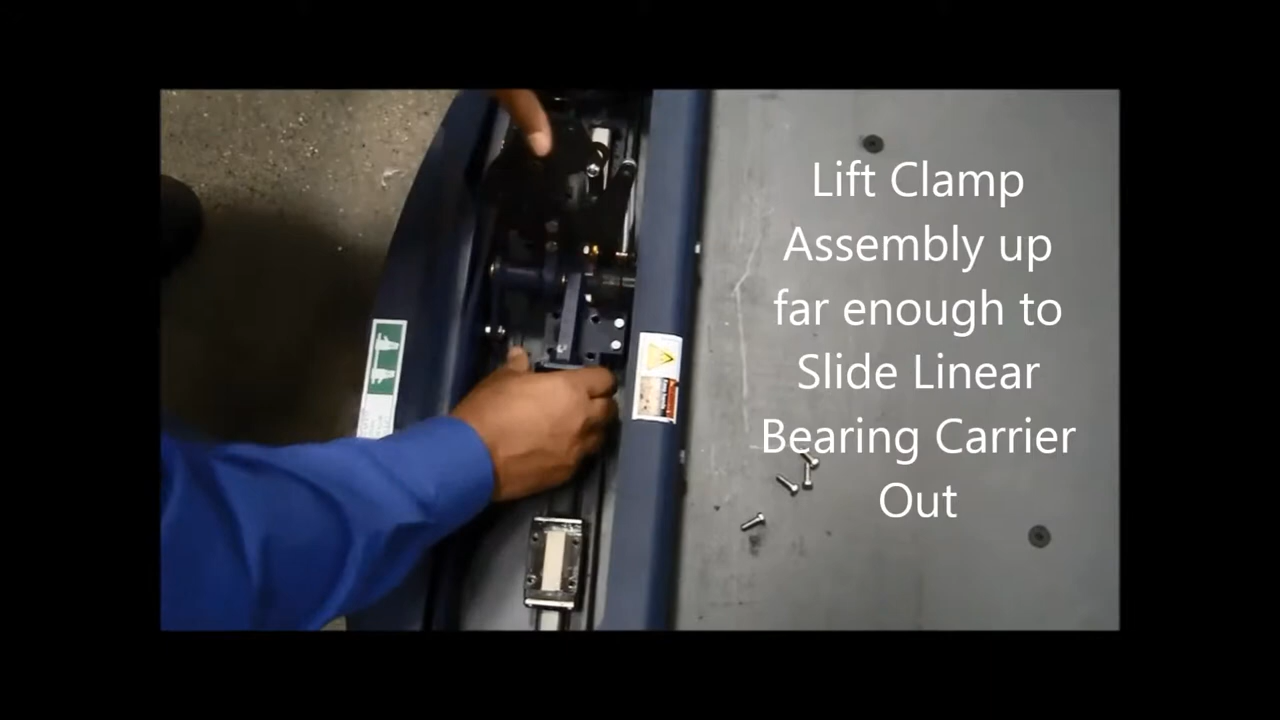 Lift Clamp
Assembly up
far enough to
Slide Linear
Bearing Carrier
Out